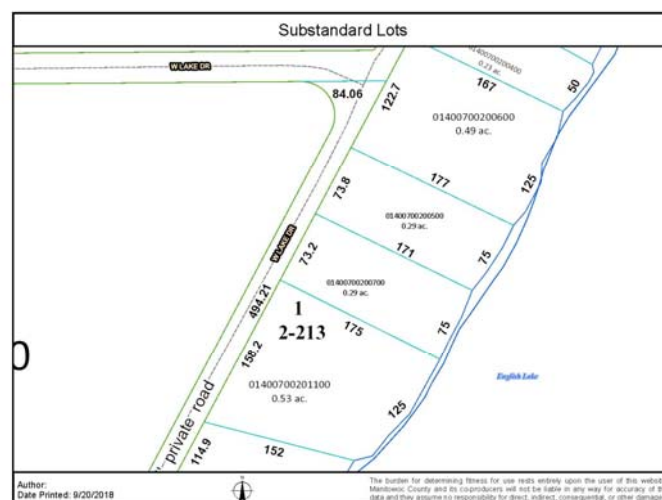 Substandard Lots
W LAKE DR
84.06
122.7
01400700200400
0.23 ac.
167
50
01400700200600
0.49 ac.
125
177
73.8
01400700200500
0.29 ac.
W LAKE DR
73.2
171
75
01400700200700
0.29 ac.
494.21
1
2-213
175
75
158.2
0
English Lake
01400700201100
0.53 ac.
125
private road
114.9
152
Author:
Date Printed: 9/20/2018
The burden for determining fitness for use rests entirely upon the user of this websit
Manitowoc County and its co-producers will not be liable in any way for accuracy of th
data and they assume no responsibility for direct, indirect, consequential, or other damage